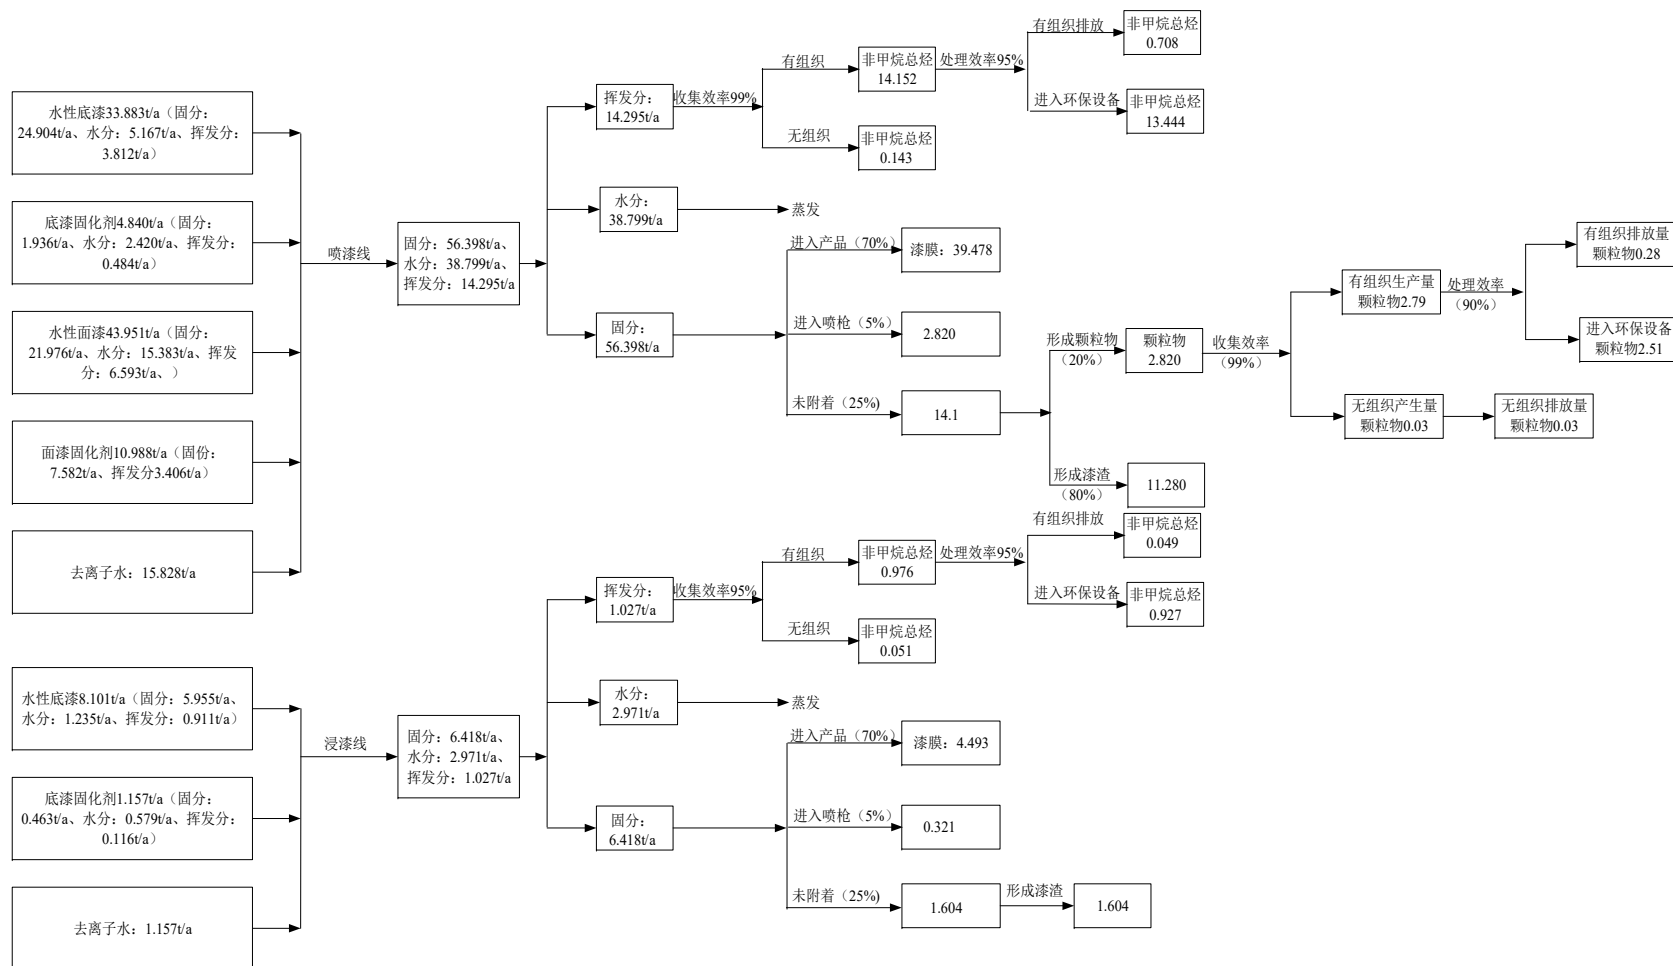 水性底漆33.883t/a（固分：
24.904t/a、水分：5.167t/a、挥发分：
3.812t/a）
底漆固化剂4.840t/a（固分：
1.936t/a、水分：2.420t/a、挥发分：
0.484t/a）
水性面漆43.951t/a（固分：
21.976t/a、水分：15.383t/a、挥发
分：6.593t/a、）
面漆固化剂10.988t/a（固份：
7.582t/a、挥发分3.406t/a）
去离子水：15.828t/a
喷漆线
固分：56.398t/a、
水分：38.799t/a、
挥发分：14.295t/a
挥发分：
14.295t/a
收集效率99%
有组织
非甲烷总烃
14.152
处理效率95%
有组织排放
非甲烷总烃
0.708
进入环保设备
非甲烷总烃
13.444
无组织
非甲烷总烃
0.143
水分：
38.799t/a
蒸发
固分：
56.398t/a
进入产品（70%）
漆膜：39.478
进入喷枪（5%）
2.820
未附着（25%）
14.1
形成颗粒物
（20%）
颗粒物
2.820
收集效率
（99%）
有组织生产量
颗粒物2.79
处理效率
（90%）
有组织排放量
颗粒物0.28
进入环保设备
颗粒物2.51
无组织产生量
颗粒物0.03
无组织排放量
颗粒物0.03
形成漆渣
（80%）
11.280
水性底漆8.101t/a（固分：5.955t/a、
水分：1.235t/a、挥发分：0.911t/a）
底漆固化剂1.157t/a（固分：
0.463t/a、水分：0.579t/a、挥发分：
0.116t/a）
去离子水：1.157t/a
浸漆线
固分：6.418t/a、
水分：2.971t/a、
挥发分：1.027t/a
挥发分：
1.027t/a
收集效率95%
有组织
非甲烷总烃
0.976
处理效率95%
有组织排放
非甲烷总烃
0.049
进入环保设备
非甲烷总烃
0.927
无组织
非甲烷总烃
0.051
水分：
2.971t/a
蒸发
固分：
6.418t/a
进入产品（70%）
漆膜：4.493
进入喷枪（5%）
0.321
未附着（25%）
1.604
形成漆渣
1.604